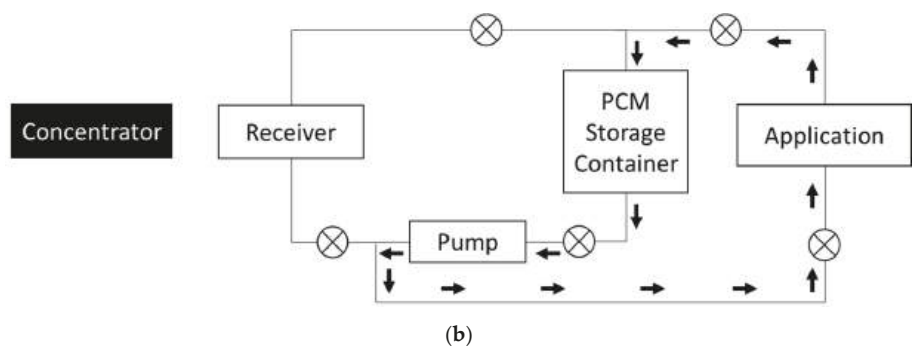 Concentrator
Receiver
PCM
Storage
Container
Application
Pump
(b)